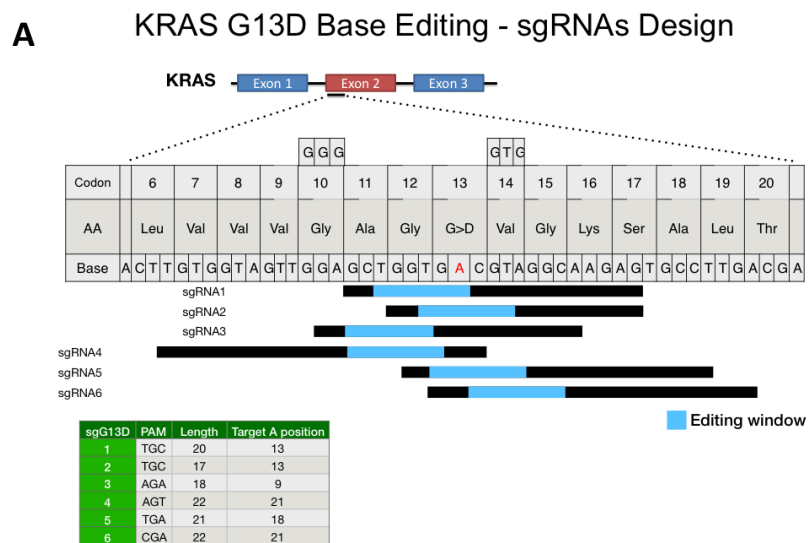 A
KRAS G13D Base Editing - sgRNAs Design
KRAS Exon 1 Exon 2 Exon 3
G G G G T G
Codon 6 7 8 9 10 11 12 13 14 15 16 17 18 19 20
AA Leu Val Val Val Gly Ala Gly G>D Val Gly Lys Ser Ala Leu Thr
Base A C T T G T G G T A G T T G G A G C T G G T G A C G T A G G C A A G A G T G C C T T G A C G A
sgRNA1
sgRNA2
sgRNA3
sgRNA4
sgRNA5
sgRNA6
Editing window
sgG13D PAM Length Target A position
1 TGC 20 13
2 TGC 17 13
3 AGA 18 9
4 AGT 22 21
5 TGA 21 18
6 CGA 22 21